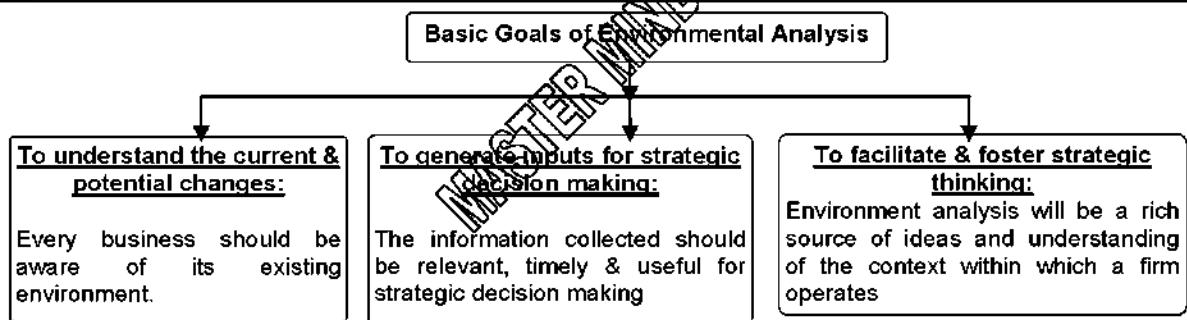 Basic Goals of Environmental Analysis
MASTER MIND
To understand the current &
potential changes:
Every business should be
aware of its existing
environment.
To generate inputs for strategic
decision making:
The information collected should
be relevant, timely & useful for
strategic decision making
To facilitate & foster strategic
thinking:
Environment analysis will be a rich
source of ideas and understanding
of the context within which a firm
operates